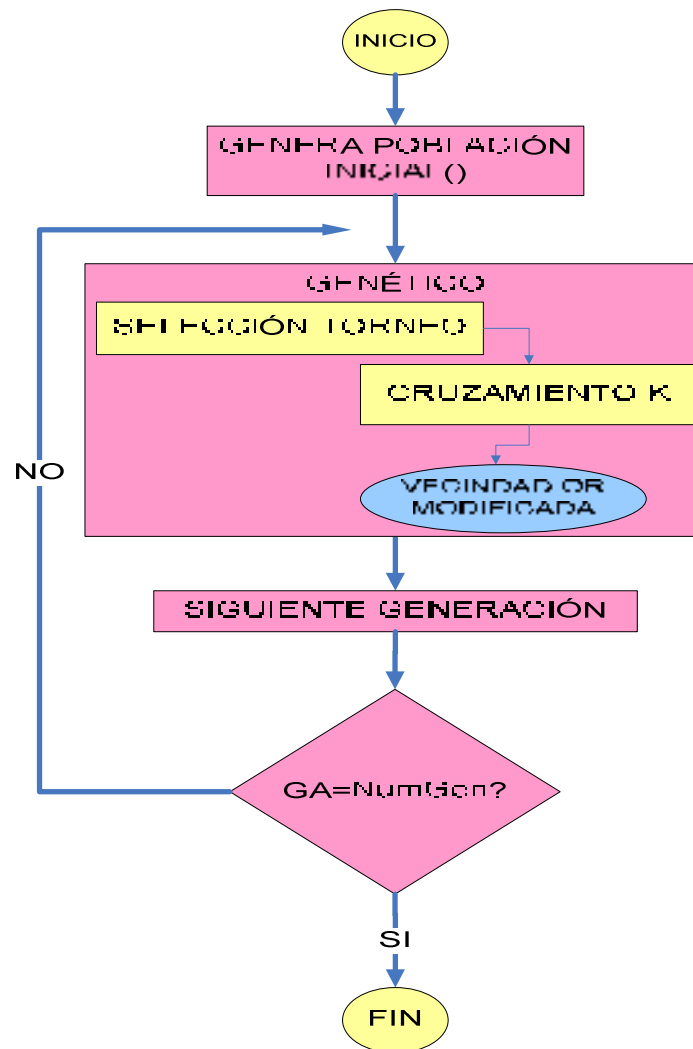 INICIO
GENERA POBLACIÓN
INICIAL ()
GENÉTICO
SELECCIÓN TORNEO
CRUZAMIENTO K
VECINDAD OR
MODIFICADA
NO
SIGUIENTE GENERACIÓN
GA=NumGen?
SI
FIN